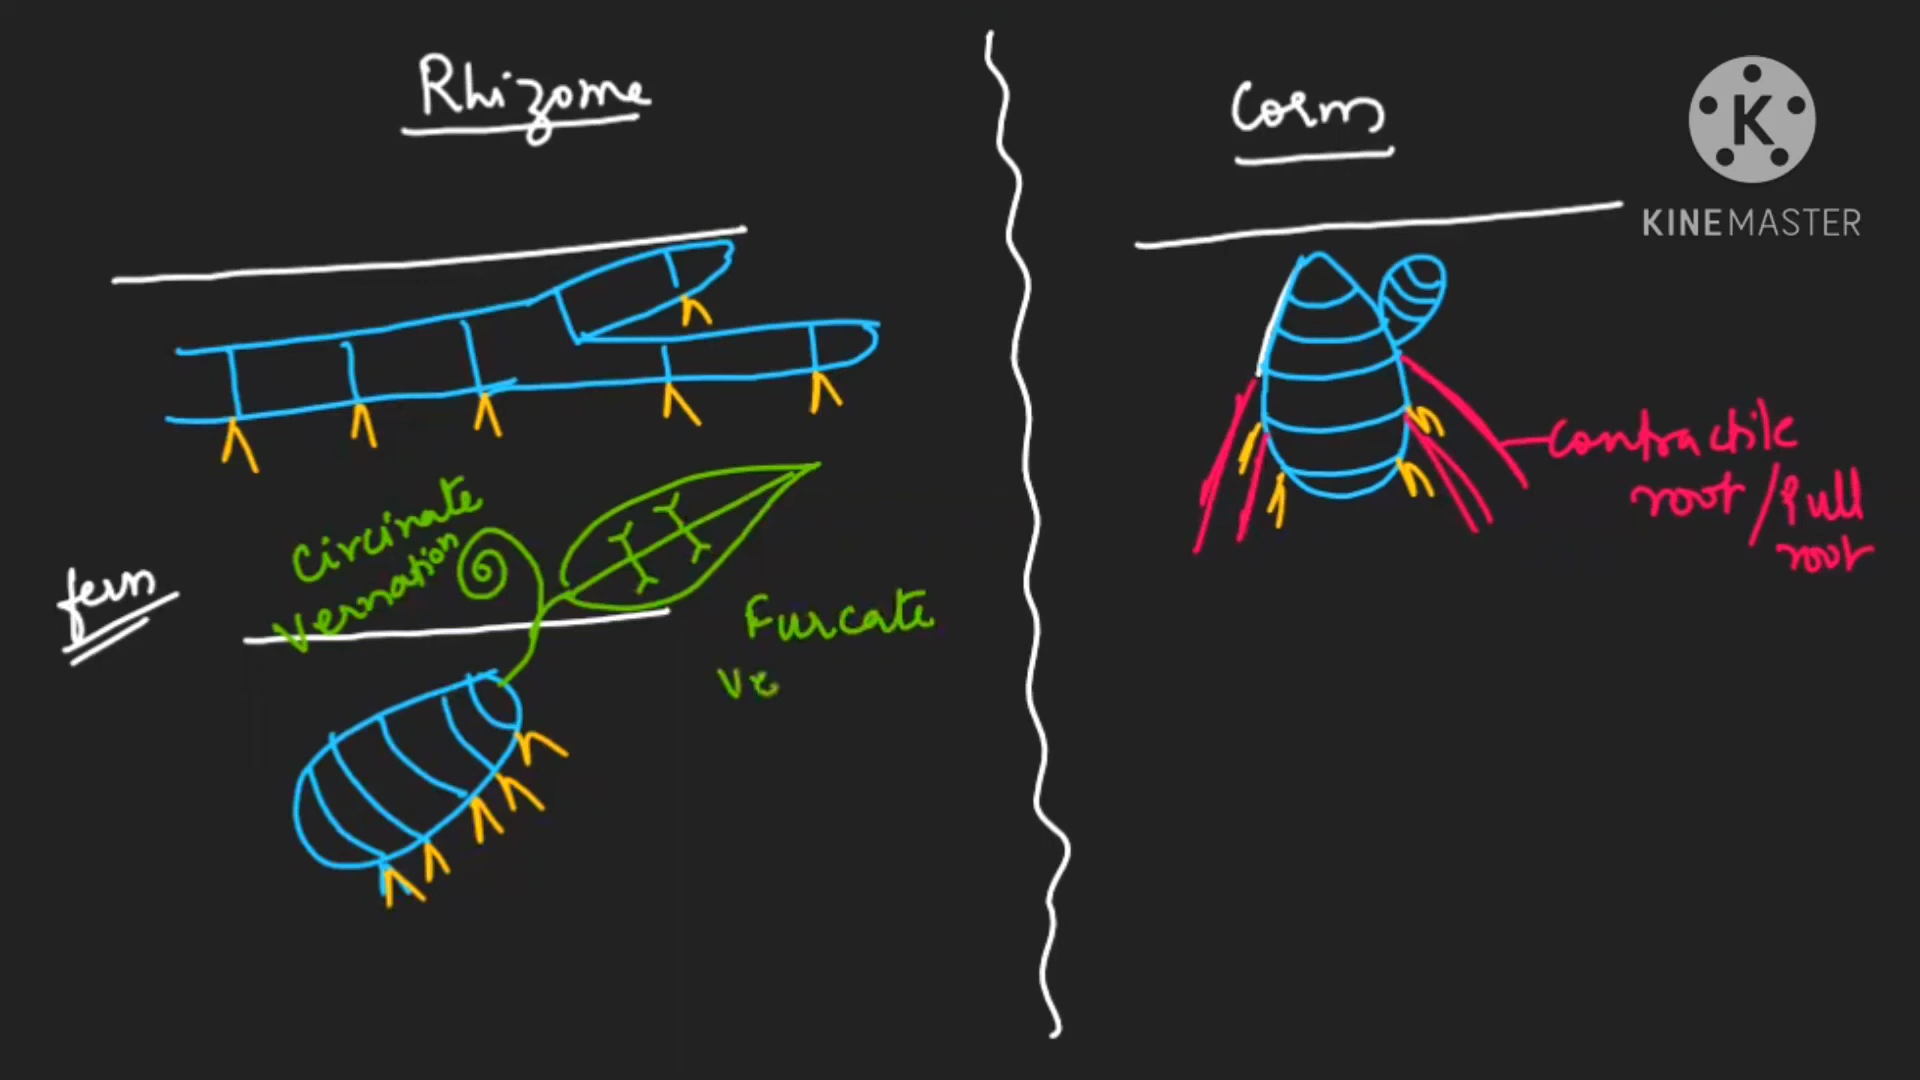 Rhizome
Corm
K
KINEMASTER
contractile
root/pull
root
Circinate
vernation
fern
Furcate
ve